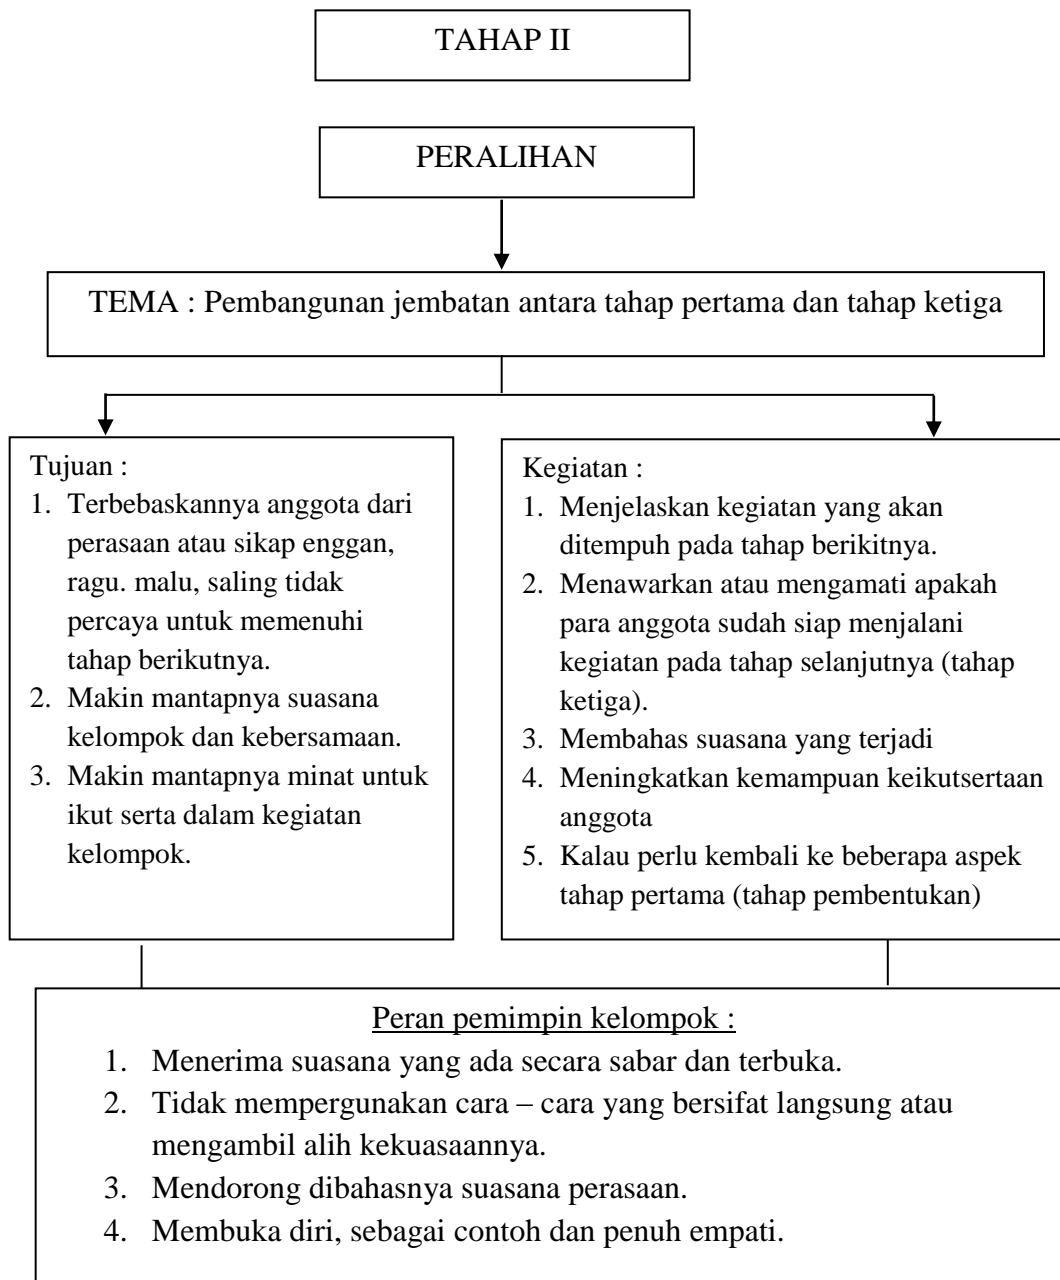 TAHAP II
PERALIHAN
TEMA : Pembangunan jembatan antara tahap pertama dan tahap ketiga
Tujuan :
1. Terbebaskannya anggota dari
perasaan atau sikap enggan,
ragu. malu, saling tidak
percaya untuk memenuhi
tahap berikutnya.
2. Makin mantapnya suasana
kelompok dan kebersamaan.
3. Makin mantapnya minat untuk
ikut serta dalam kegiatan
kelompok.
Kegiatan :
1. Menjelaskan kegiatan yang akan
ditempuh pada tahap berikitnya.
2. Menawarkan atau mengamati apakah
para anggota sudah siap menjalani
kegiatan pada tahap selanjutnya (tahap
ketiga).
3. Membahas suasana yang terjadi
4. Meningkatkan kemampuan keikutsertaan
anggota
5. Kalau perlu kembali ke beberapa aspek
tahap pertama (tahap pembentukan)
Peran pemimpin kelompok :
1. Menerima suasana yang ada secara sabar dan terbuka.
2. Tidak mempergunakan cara – cara yang bersifat langsung atau
mengambil alih kekuasaannya.
3. Mendorong dibahasnya suasana perasaan.
4. Membuka diri, sebagai contoh dan penuh empati.